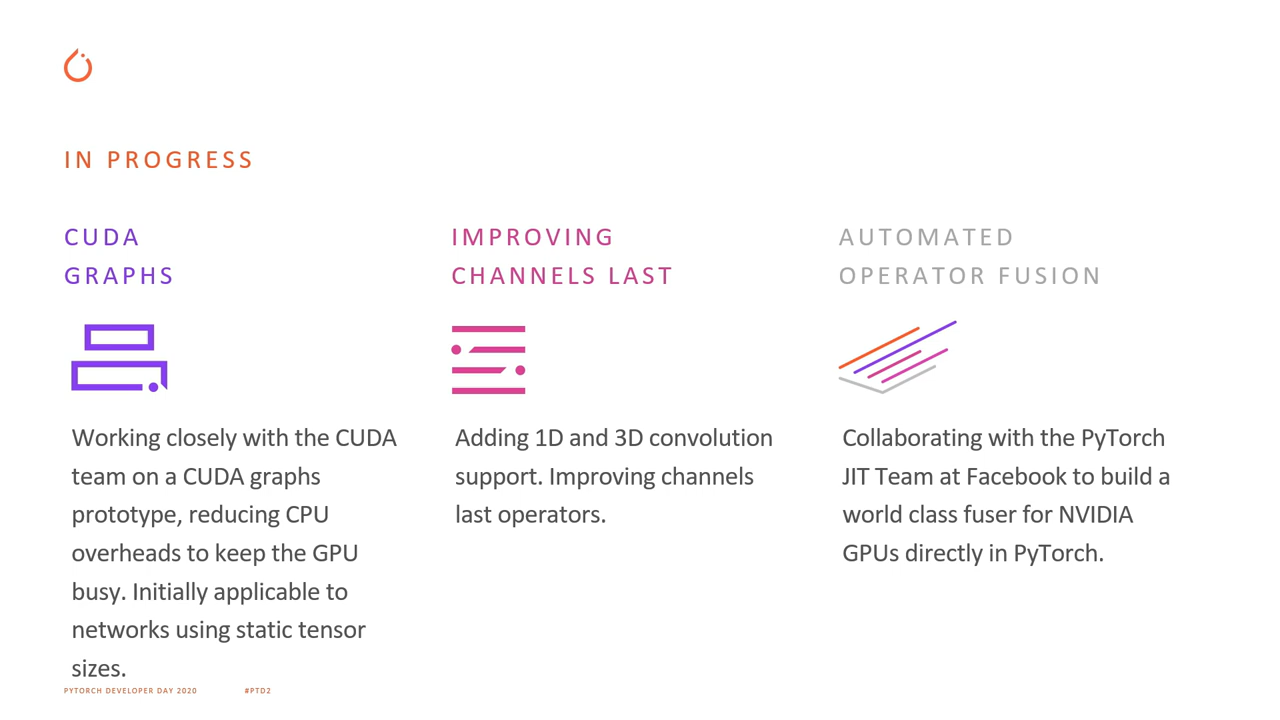 IN PROGRESS
CUDA
GRAPHS
Working closely with the CUDA
team on a CUDA graphs
prototype, reducing CPU
overheads to keep the GPU
busy. Initially applicable to
networks using static tensor
sizes.
IMPROVING
CHANNELS LAST
Adding 1D and 3D convolution
support. Improving channels
last operators.
AUTOMATED
OPERATOR FUSION
Collaborating with the PyTorch
JIT Team at Facebook to build a
world class fuser for NVIDIA
GPUs directly in PyTorch.
PYTORCH DEVELOPER DAY 2020 #PTD2